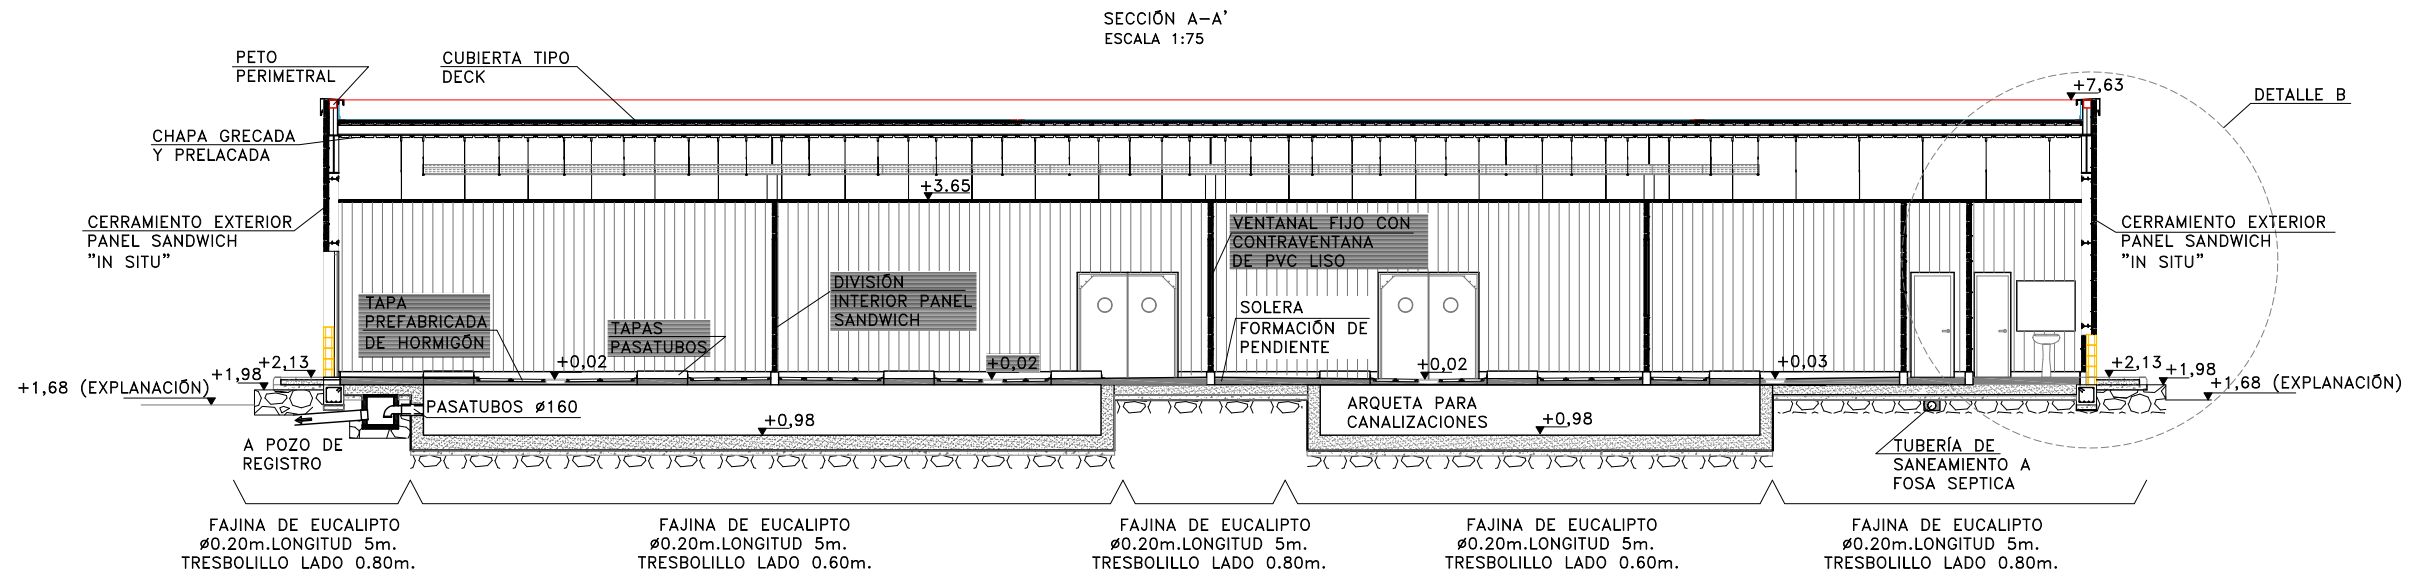 SECCIÓN A-A'
ESCALA 1:75
PETO
PERIMETRAL
CUBIERTA TIPO
DECK
+7,63
DETALLE B
CHAPA GRECADA
Y PRELACADA
+3.65
CERRAMIENTO EXTERIOR
PANEL SANDWICH
"IN SITU"
VENTANAL FIJO CON
CONTRAVENTANA
DE PVC LISO
CERRAMIENTO EXTERIOR
PANEL SANDWICH
"IN SITU"
DIVISIÓN
INTERIOR PANEL
SANDWICH
TAPA
PREFABRICADA
DE HORMIGÓN
TAPAS
PASATUBOS
SOLERA
FORMACIÓN DE
PENDIENTE
+2,13
+0,02
+0,02
+0,02
+0,03
+2,13
+1,98
+1,98
+1,68 (EXPLANACIÓN)
+1,68 (EXPLANACIÓN)
PASATUBOS ø160
+0,98
ARQUETA PARA
CANALIZACIONES
+0,98
A POZO DE
REGISTRO
TUBERÍA DE
SANEAMIENTO A
FOSA SEPTICA
FAJINA DE EUCALIPTO
ø0.20m.LONGITUD 5m.
TRESBOLILLO LADO 0.80m.
FAJINA DE EUCALIPTO
ø0.20m.LONGITUD 5m.
TRESBOLILLO LADO 0.60m.
FAJINA DE EUCALIPTO
ø0.20m.LONGITUD 5m.
TRESBOLILLO LADO 0.80m.
FAJINA DE EUCALIPTO
ø0.20m.LONGITUD 5m.
TRESBOLILLO LADO 0.60m.
FAJINA DE EUCALIPTO
ø0.20m.LONGITUD 5m.
TRESBOLILLO LADO 0.80m.